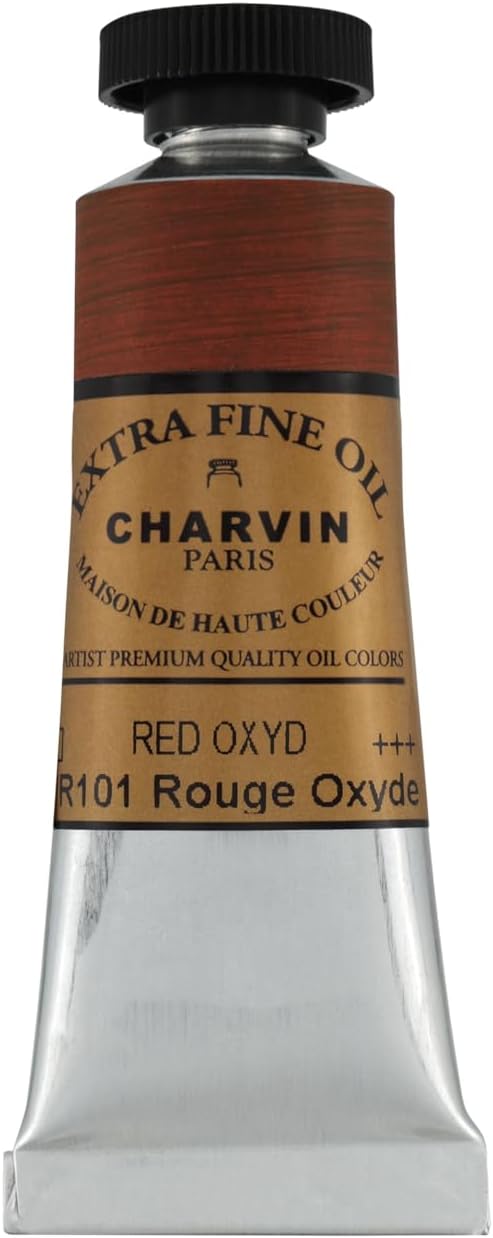 EXTRA FINE OIL
CHARVIN
PARIS
MAISON DE HAUTE COULEUR
ARTIST PREMIUM QUALITY OIL COLORS
RED OXYD +++
R101 Rouge Oxyde